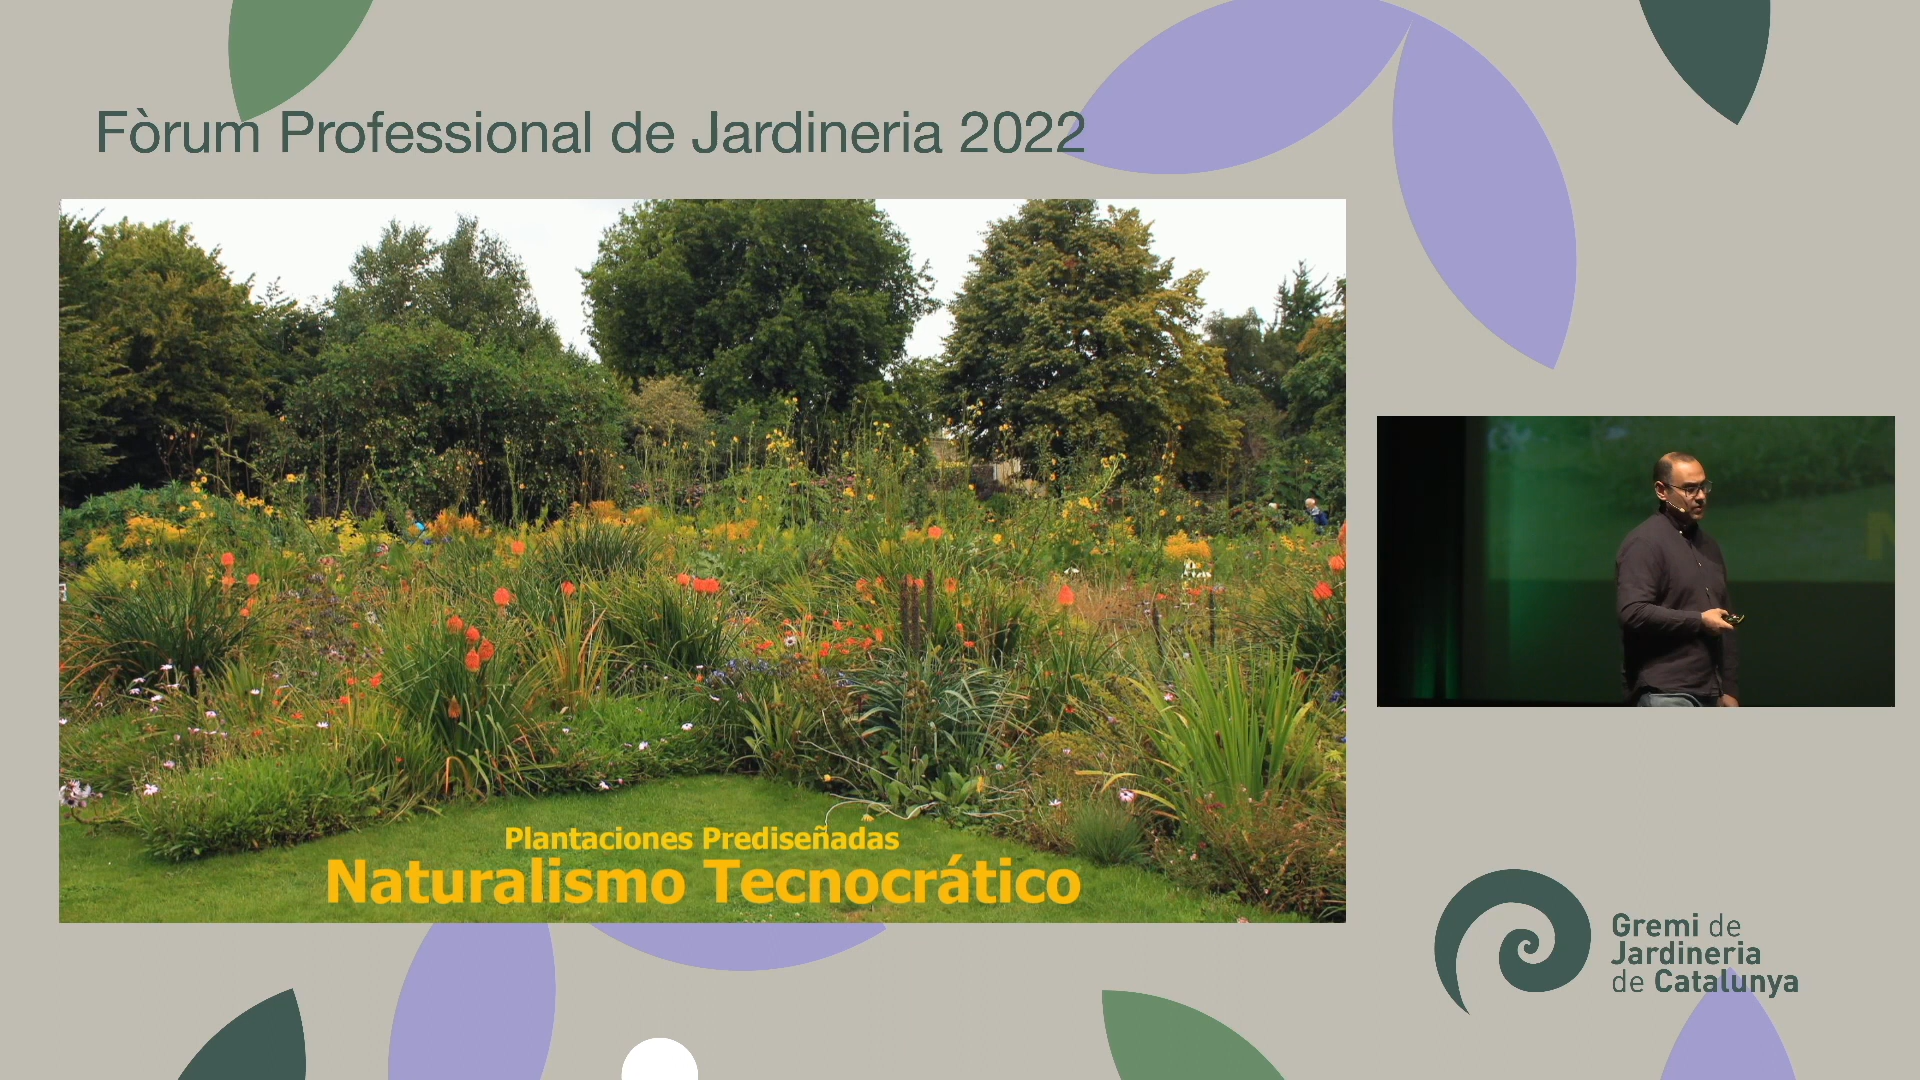 Fòrum Professional de Jardineria 2022
Plantaciones Prediseñadas
Naturalismo Tecnocrático
Gremi de
Jardineria
de Catalunya